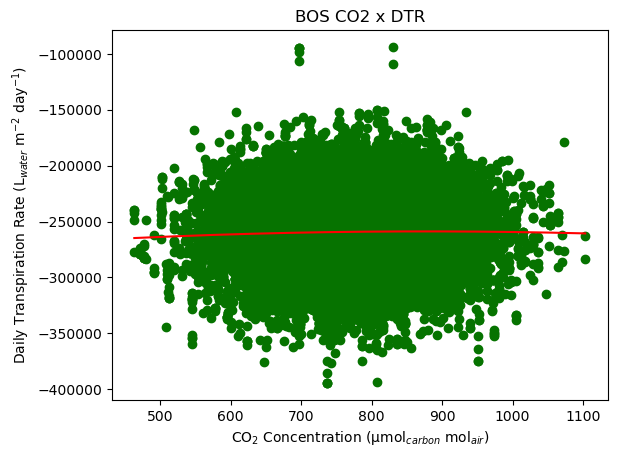 BOS CO2 x DTR
Daily Transpiration Rate (L_water m⁻² day⁻¹)
−100000
−150000
−200000
−250000
−300000
−350000
−400000
500 600 700 800 900 1000 1100
CO₂ Concentration (μmol_carbon mol_air)